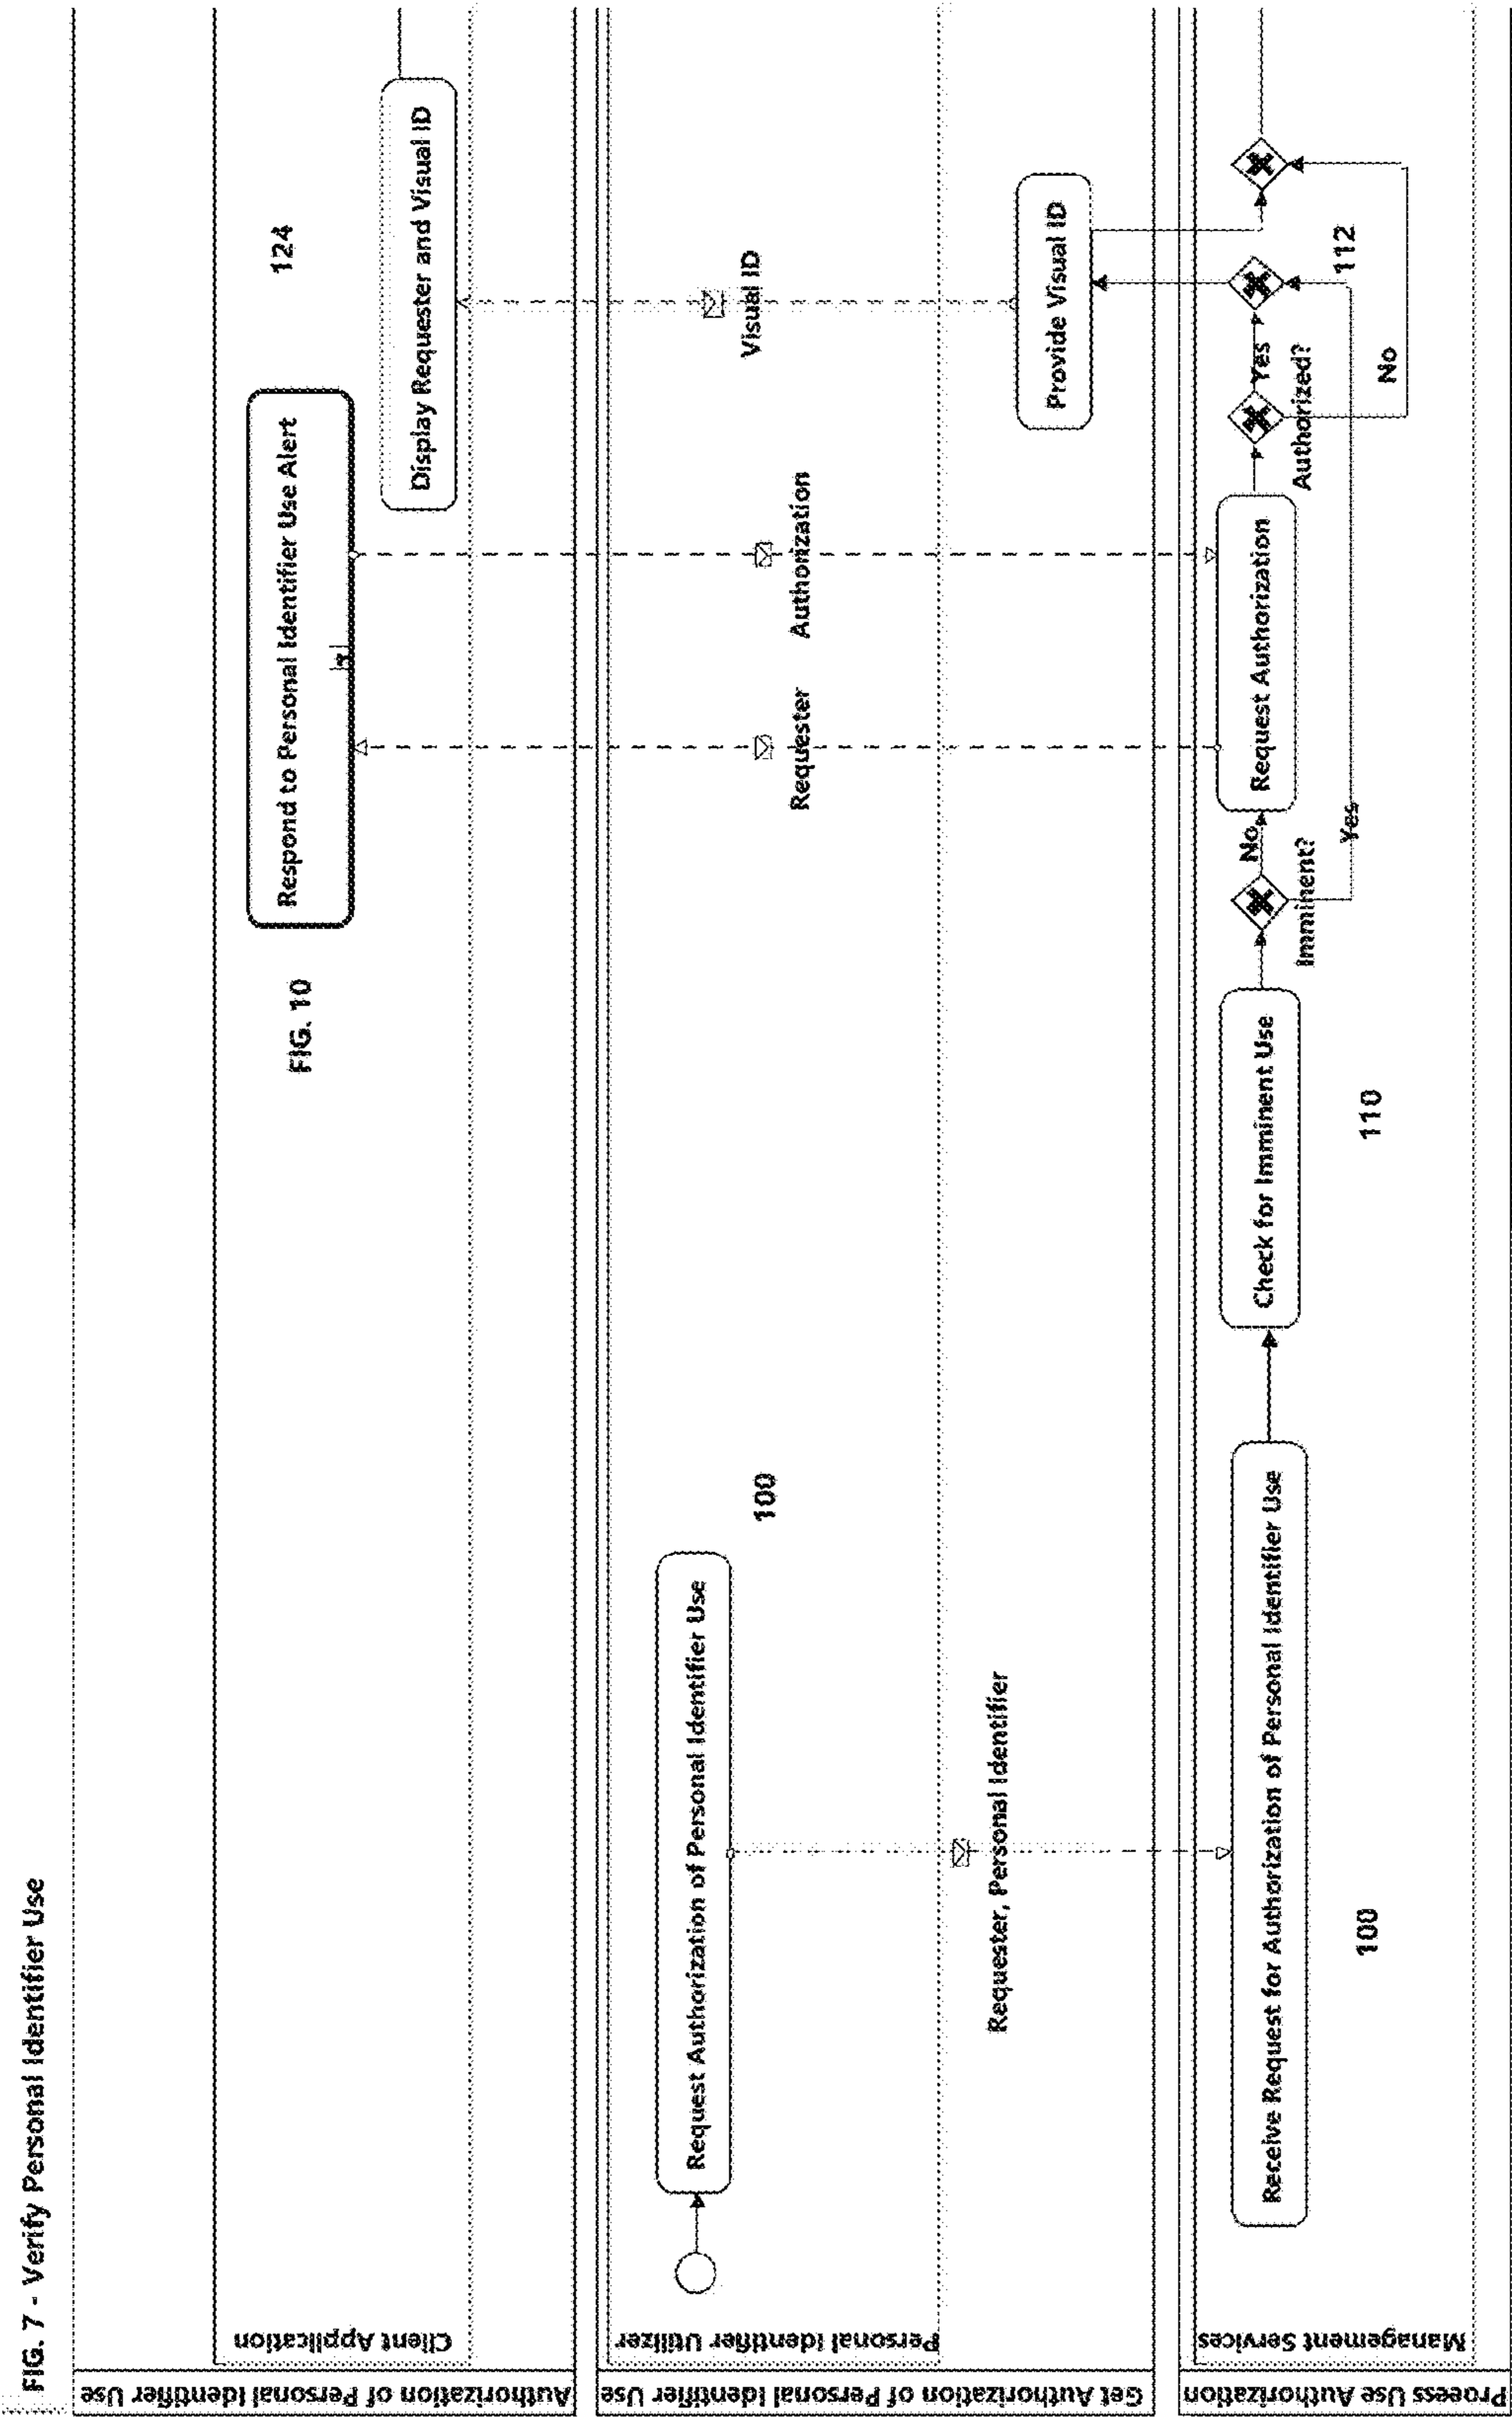 FIG. 7 - Verify Personal Identifier Use
Authorization of Personal Identifier Use
Client Application
FIG. 10
Respond to Personal Identifier Use Alert
124
Display Requester and Visual ID
Get Authorization of Personal Identifier Use
Personal Identifier Utilizer
Request Authorization of Personal Identifier Use
100
Requester, Personal Identifier
Requester
Authorization
Visual ID
Provide Visual ID
Process Use Authorization
Management Services
Receive Request for Authorization of Personal Identifier Use
100
Check for Imminent Use
110
Imminent?
No
Yes
Request Authorization
Authorized?
Yes
No
112